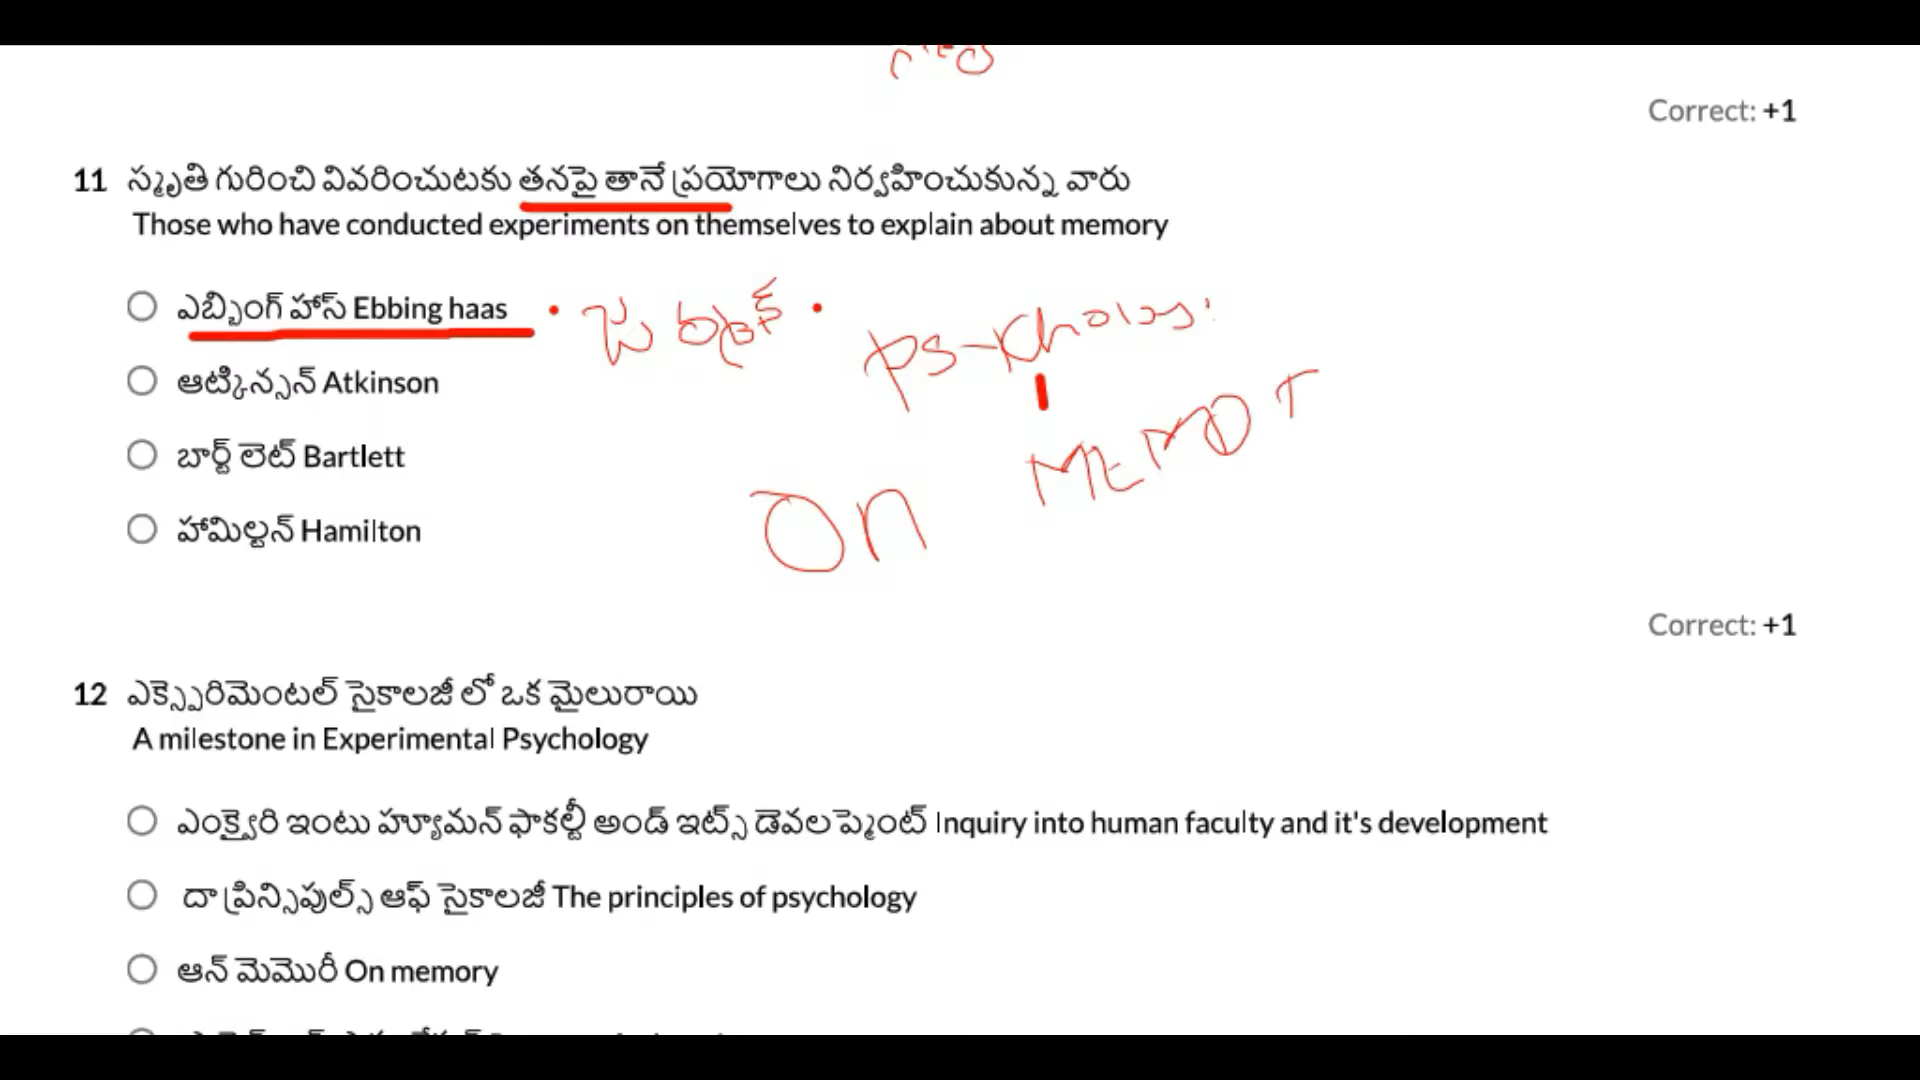 Correct: +1
11 స్మృతి గురించి వివరించుటకు తనపై తానే ప్రయోగాలు నిర్వహించుకున్న వారు
Those who have conducted experiments on themselves to explain about memory
ఎబ్బింగ్ హాస్ Ebbing haas
ఆట్కిన్సన్ Atkinson
బార్ట్ లెట్ Bartlett
హామిల్టన్ Hamilton
On
Correct: +1
12 ఎక్స్పెరిమెంటల్ సైకాలజీ లో ఒక మైలురాయి
A milestone in Experimental Psychology
ఎంక్వైరి ఇంటు హ్యూమన్ ఫాకల్టీ అండ్ ఇట్స్ డెవలప్మెంట్ Inquiry into human faculty and it's development
దా ప్రిన్సిపుల్స్ ఆఫ్ సైకాలజీ The principles of psychology
ఆన్ మెమొరీ On memory